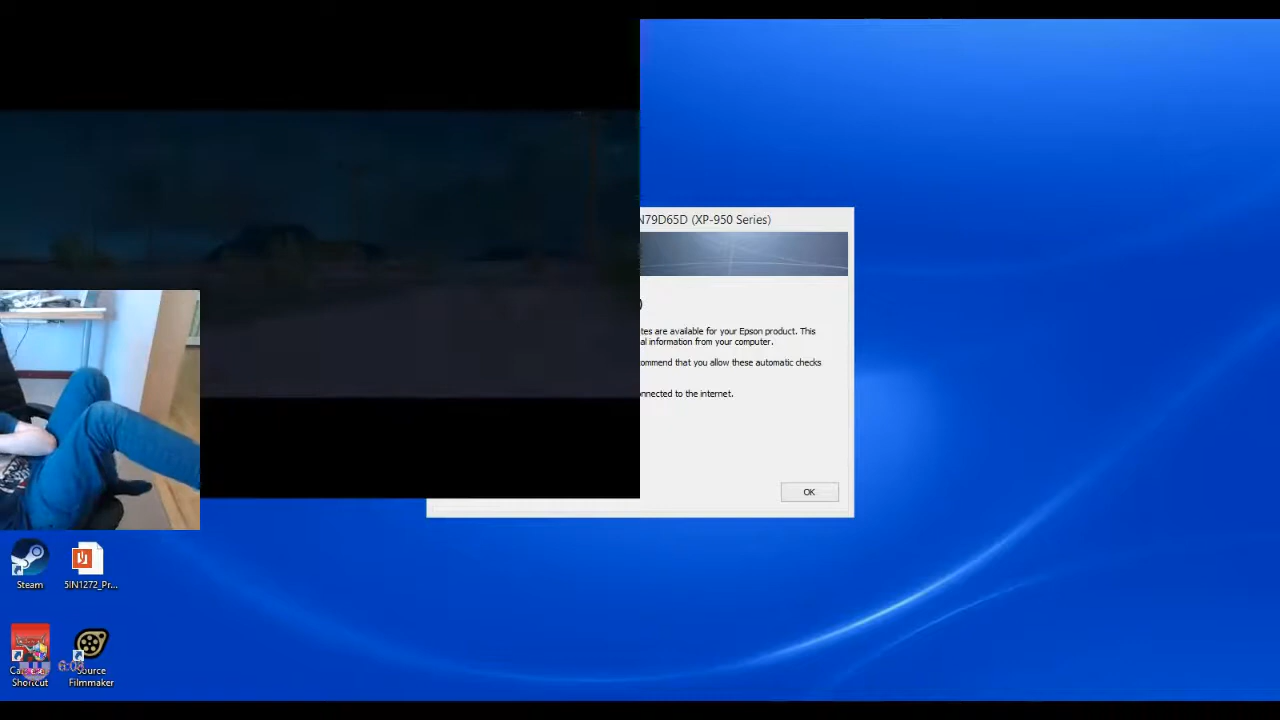 N79D65D (XP-950 Series)
)
tes are available for your Epson product. This
al information from your computer.
commend that you allow these automatic checks
nnected to the internet.
OK
Steam
5IN1272_Pr...
Shortcut
Source
Filmmaker